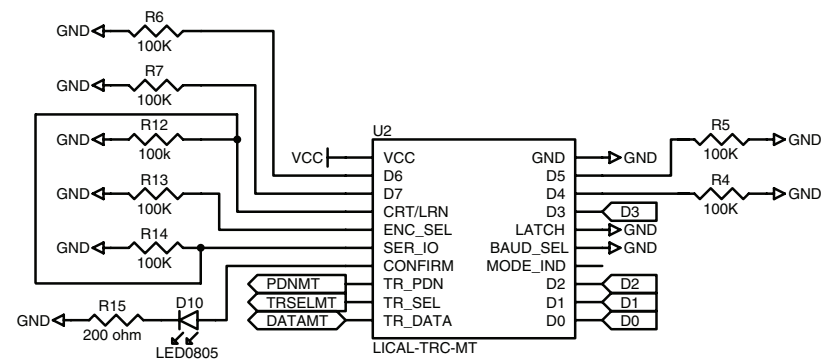 R6
GND
100K
R7
GND
100K
R12
GND
100k
R13
GND
100K
R14
GND
100K
R15
GND
200 ohm
D10
LED0805
PDNMT
TRSELMT
DATAMT
VCC
U2
VCC GND
D6 D5
D7 D4
CRT/LRN D3
ENC_SEL LATCH
SER_IO BAUD_SEL
CONFIRM MODE_IND
TR_PDN D2
TR_SEL D1
TR_DATA D0
LICAL-TRC-MT
GND
D3
GND
GND
D2
D1
D0
R5
GND
100K
R4
GND
100K